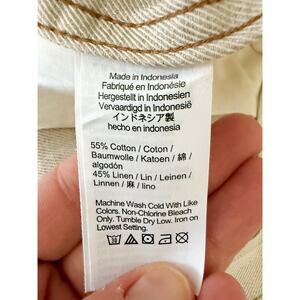 Made in Indonesia
Fabriqué en Indonésie
Hergestellt in Indonesien
Vervaardigd in Indonesië
インドネシア製
hecho en indonesia
55% Cotton / Coton /
Baumwolle / Katoen / 綿 /
algodón
45% Linen / Lin / Leinen /
Linnen / 麻 / lino
Machine Wash Cold With Like
Colors. Non-Chlorine Bleach
Only. Tumble Dry Low. Iron on
Lowest Setting.